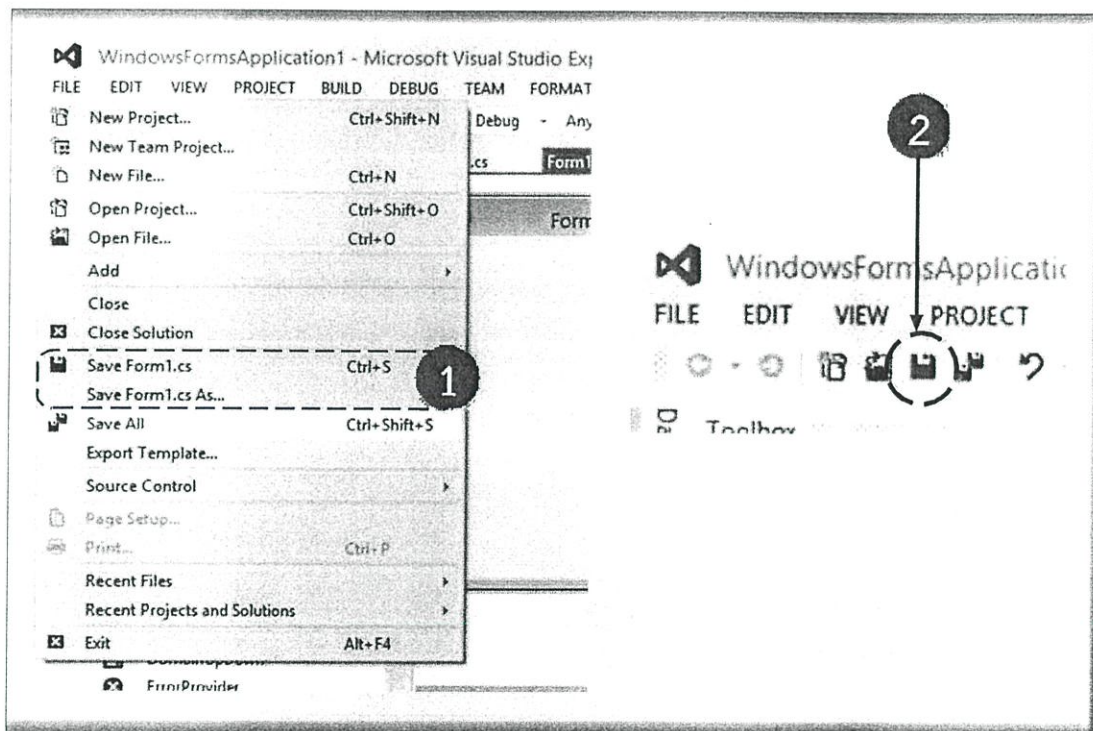 WindowsFormsApplication1 - Microsoft Visual Studio Exp
FILE EDIT VIEW PROJECT BUILD DEBUG TEAM FORMAT
New Project... Ctrl+Shift+N
Debug - Any
New Team Project...
.cs Form1
New File... Ctrl+N
Open Project... Ctrl+Shift+O
Form
Open File... Ctrl+O
Add
Close
Close Solution
Save Form1.cs Ctrl+S
Save Form1.cs As...
1
Save All Ctrl+Shift+S
Export Template...
Source Control
Page Setup...
Print... Ctrl+P
Recent Files
Recent Projects and Solutions
Exit Alt+F4
ErrorProvider
2
WindowsFormsApplicatic
FILE EDIT VIEW PROJECT
Toolbox